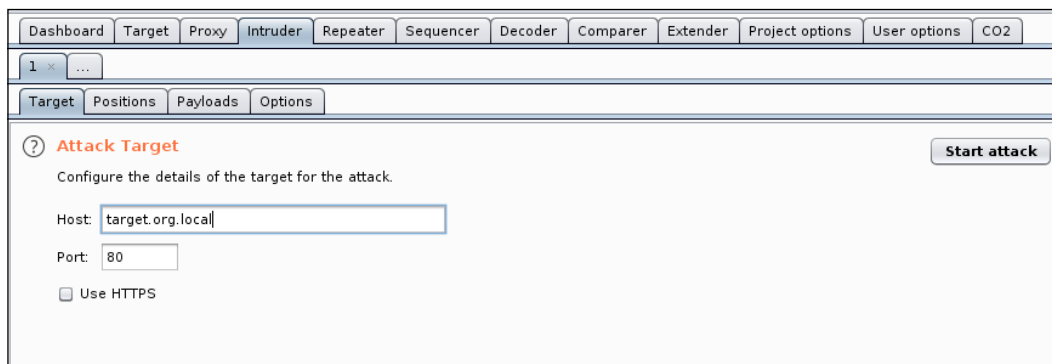 Dashboard Target Proxy Intruder Repeater Sequencer Decoder Comparer Extender Project options User options CO2
1 × ...
Target Positions Payloads Options
? Attack Target Start attack
Configure the details of the target for the attack.
Host: target.org.local
Port: 80
Use HTTPS